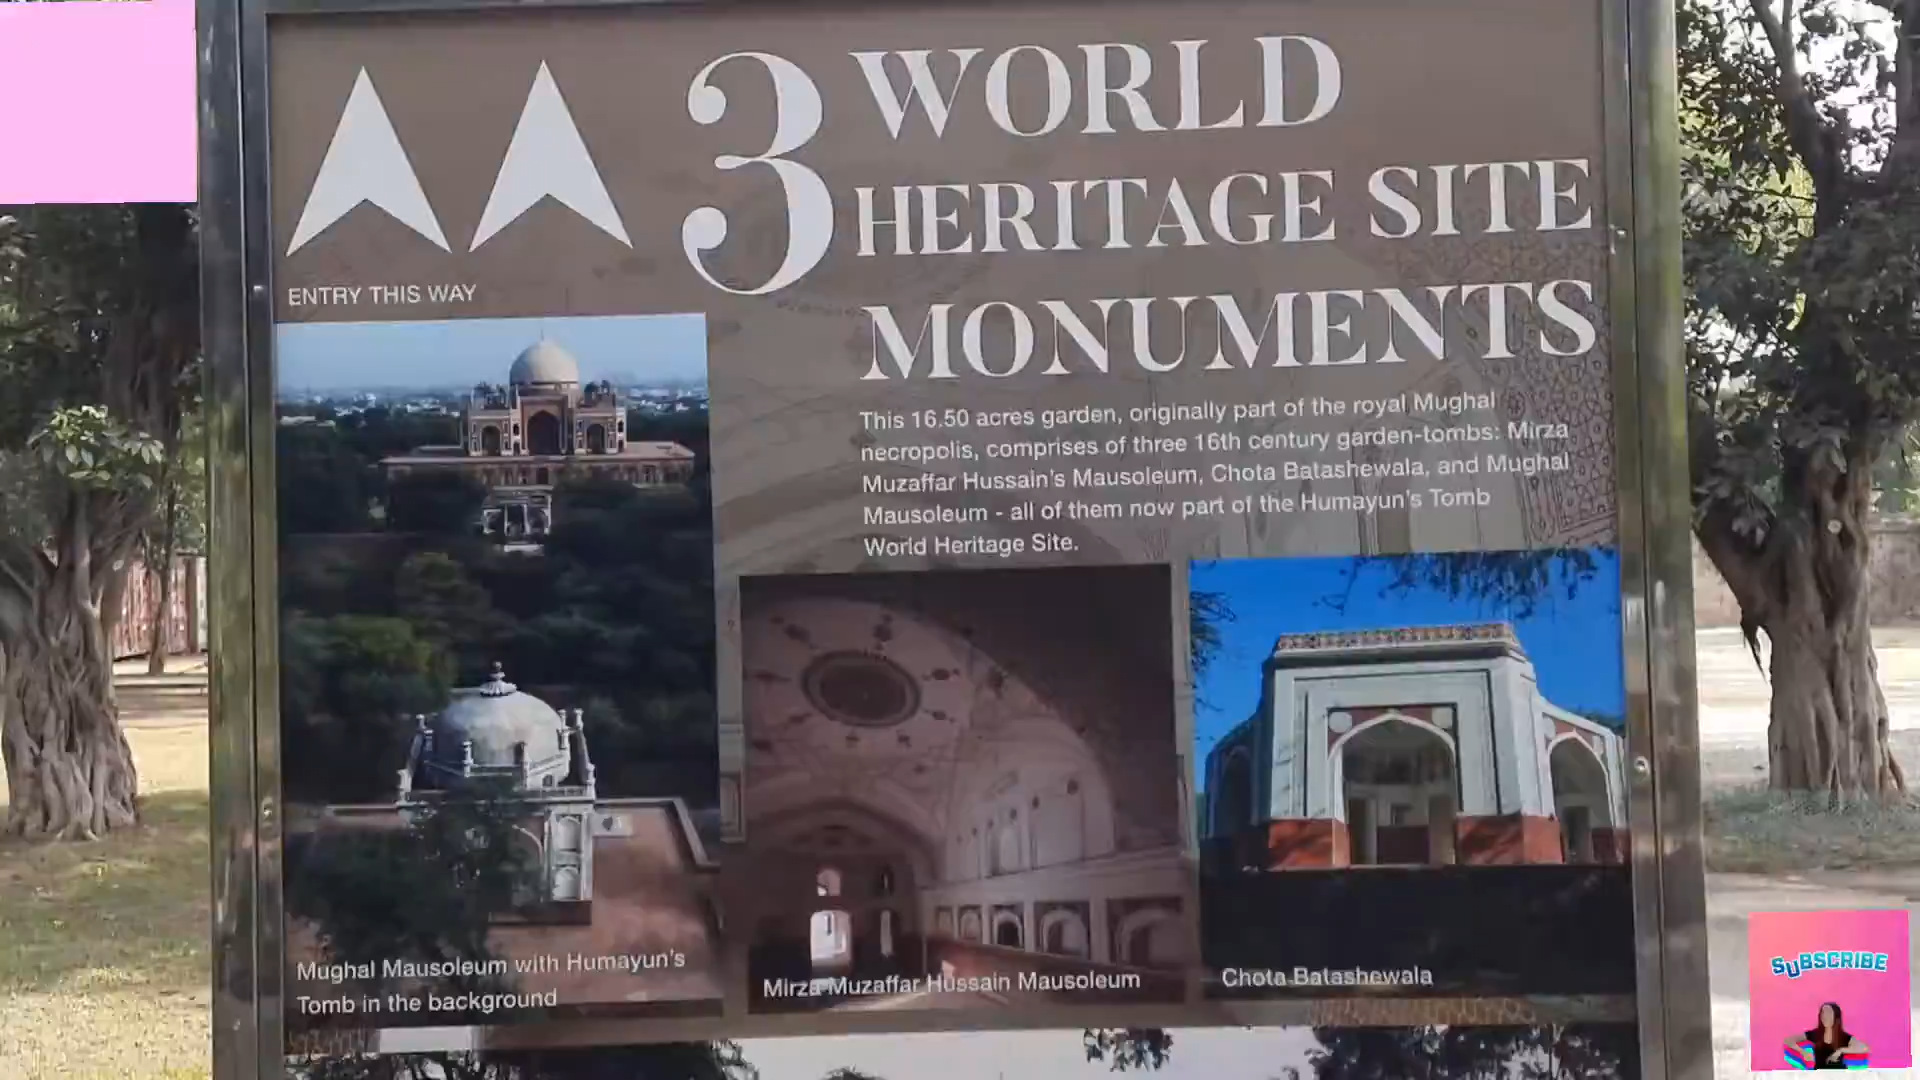 3 WORLD
HERITAGE SITE
MONUMENTS
ENTRY THIS WAY
This 16.50 acres garden, originally part of the royal Mughal
necropolis, comprises of three 16th century garden-tombs: Mirza
Muzaffar Hussain's Mausoleum, Chota Batashewala, and Mughal
Mausoleum - all of them now part of the Humayun's Tomb
World Heritage Site.
Mughal Mausoleum with Humayun's
Tomb in the background
Mirza Muzaffar Hussain Mausoleum
Chota Batashewala
SUBSCRIBE